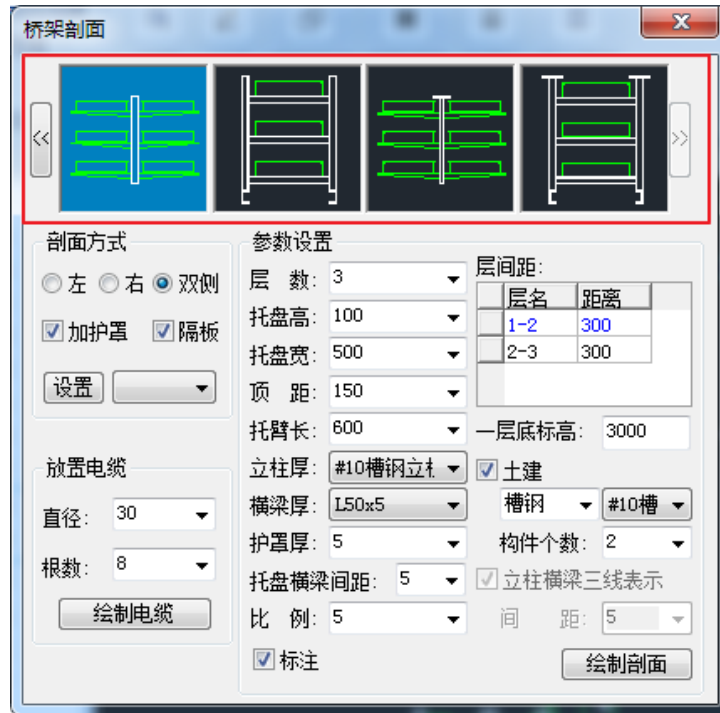 桥架剖面
x
<<
>>
剖面方式
左 右 双侧
加护罩 隔板
设置
放置电缆
直径: 30
根数: 8
绘制电缆
参数设置
层 数: 3
托盘高: 100
托盘宽: 500
顶 距: 150
托臂长: 600
立柱厚: #10槽钢立
横梁厚: L50x5
护罩厚: 5
托盘横梁间距: 5
比 例: 5
标注
层间距:
层名 距离
1-2 300
2-3 300
一层底标高: 3000
土建
槽钢 #10槽
构件个数: 2
立柱横梁三线表示
间 距: 5
绘制剖面